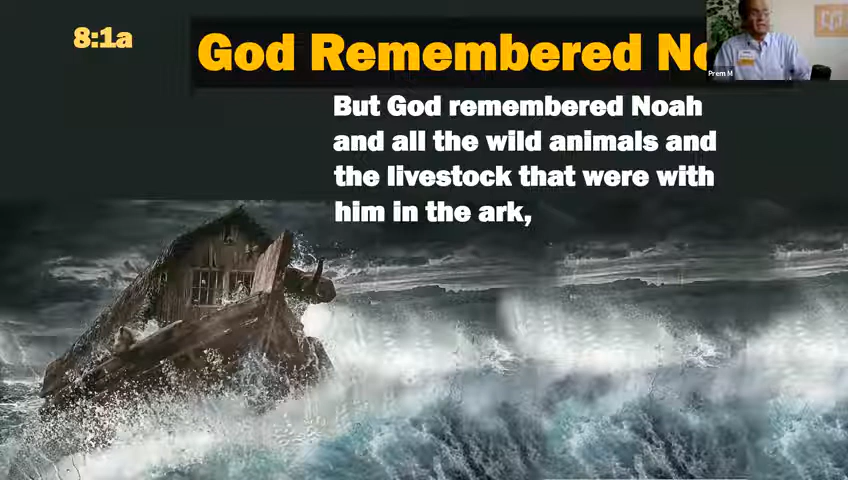 8:1a
God Remembered
But God remembered Noah
and all the wild animals and
the livestock that were with
him in the ark,
Prem M